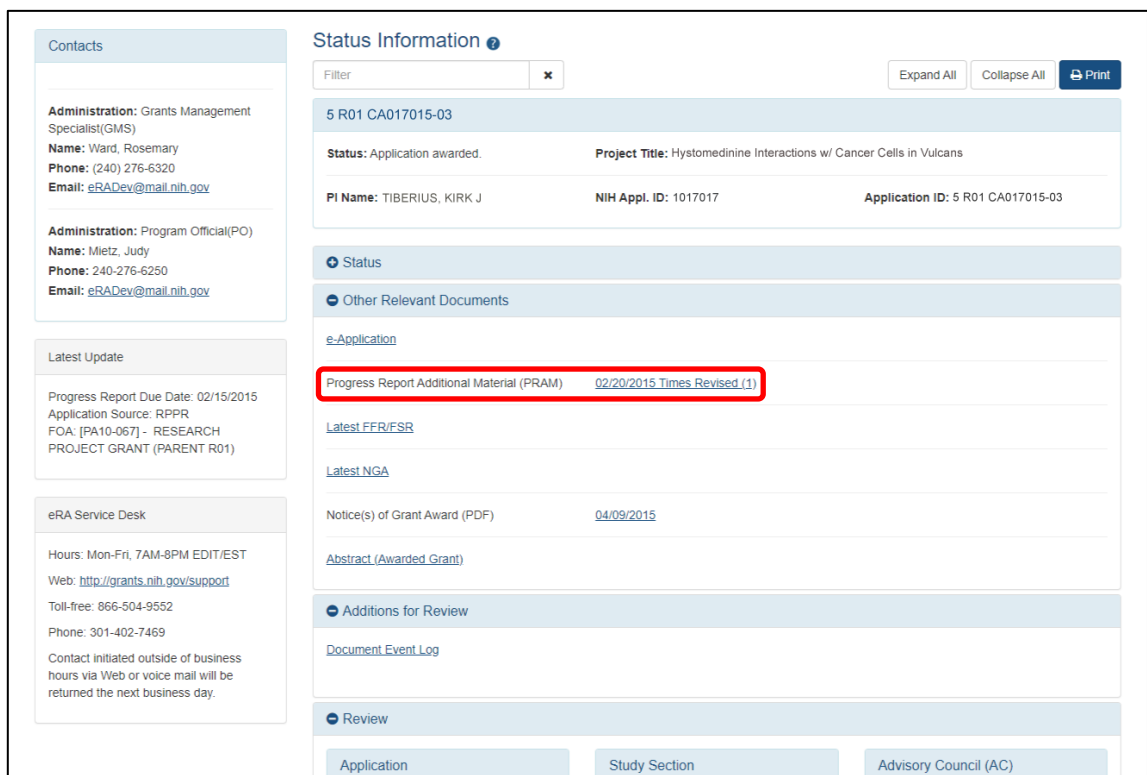 Contacts
Administration: Grants Management
Specialist(GMS)
Name: Ward, Rosemary
Phone: (240) 276-6320
Email: eRADev@mail.nih.gov
Administration: Program Official(PO)
Name: Mietz, Judy
Phone: 240-276-6250
Email: eRADev@mail.nih.gov
Latest Update
Progress Report Due Date: 02/15/2015
Application Source: RPPR
FOA: [PA10-067] - RESEARCH
PROJECT GRANT (PARENT R01)
eRA Service Desk
Hours: Mon-Fri, 7AM-8PM EDIT/EST
Web: http://grants.nih.gov/support
Toll-free: 866-504-9552
Phone: 301-402-7469
Contact initiated outside of business
hours via Web or voice mail will be
returned the next business day.
Status Information ?
Filter
Expand All Collapse All Print
5 R01 CA017015-03
Status: Application awarded. Project Title: Hystomedinine Interactions w/ Cancer Cells in Vulcans
PI Name: TIBERIUS, KIRK J NIH Appl. ID: 1017017 Application ID: 5 R01 CA017015-03
Status
Other Relevant Documents
e-Application
Progress Report Additional Material (PRAM) 02/20/2015 Times Revised (1)
Latest FFR/FSR
Latest NGA
Notice(s) of Grant Award (PDF) 04/09/2015
Abstract (Awarded Grant)
Additions for Review
Document Event Log
Review
Application Study Section Advisory Council (AC)